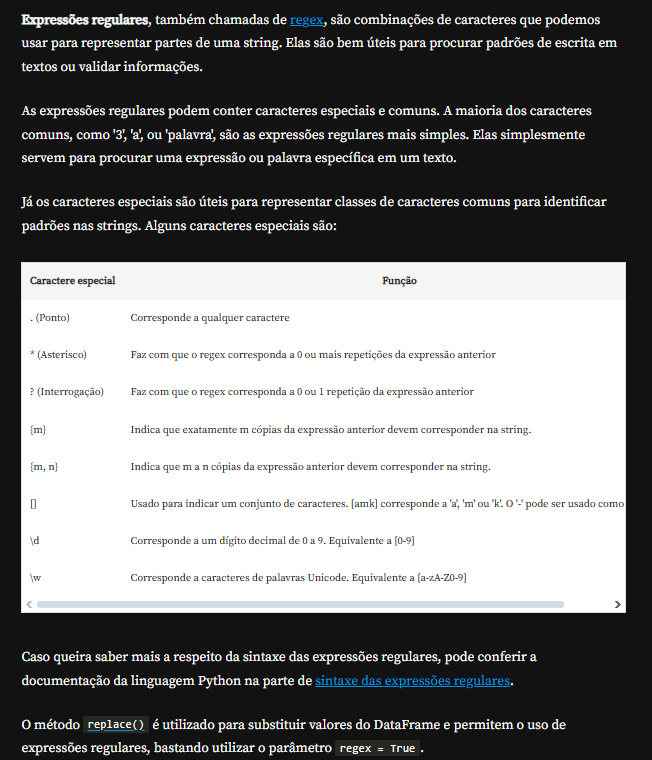 Expressões regulares, também chamadas de regex, são combinações de caracteres que podemos
usar para representar partes de uma string. Elas são bem úteis para procurar padrões de escrita em
textos ou validar informações.
As expressões regulares podem conter caracteres especiais e comuns. A maioria dos caracteres
comuns, como '3', 'a', ou 'palavra', são as expressões regulares mais simples. Elas simplesmente
servem para procurar uma expressão ou palavra específica em um texto.
Já os caracteres especiais são úteis para representar classes de caracteres comuns para identificar
padrões nas strings. Alguns caracteres especiais são:
Caractere especial Função
. (Ponto) Corresponde a qualquer caractere
* (Asterisco) Faz com que o regex corresponda a 0 ou mais repetições da expressão anterior
? (Interrogação) Faz com que o regex corresponda a 0 ou 1 repetição da expressão anterior
{m} Indica que exatamente m cópias da expressão anterior devem corresponder na string.
{m, n} Indica que m a n cópias da expressão anterior devem corresponder na string.
[] Usado para indicar um conjunto de caracteres. [amk] corresponde a 'a', 'm' ou 'k'. O '-' pode ser usado como
\d Corresponde a um dígito decimal de 0 a 9. Equivalente a [0-9]
\w Corresponde a caracteres de palavras Unicode. Equivalente a [a-zA-Z0-9]
Caso queira saber mais a respeito da sintaxe das expressões regulares, pode conferir a
documentação da linguagem Python na parte de sintaxe das expressões regulares.
O método replace() é utilizado para substituir valores do DataFrame e permitem o uso de
expressões regulares, bastando utilizar o parâmetro regex = True .